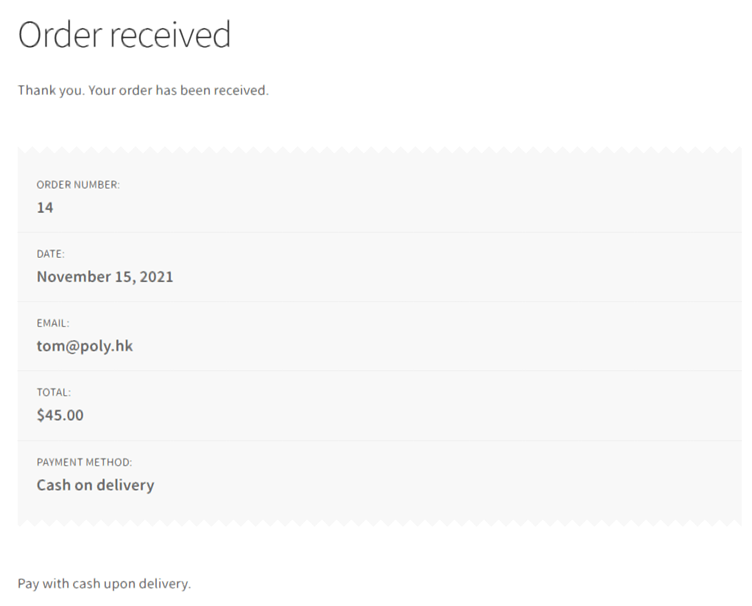 Order received
Thank you. Your order has been received.
ORDER NUMBER:
14
DATE:
November 15, 2021
EMAIL:
tom@poly.hk
TOTAL:
$45.00
PAYMENT METHOD:
Cash on delivery
Pay with cash upon delivery.